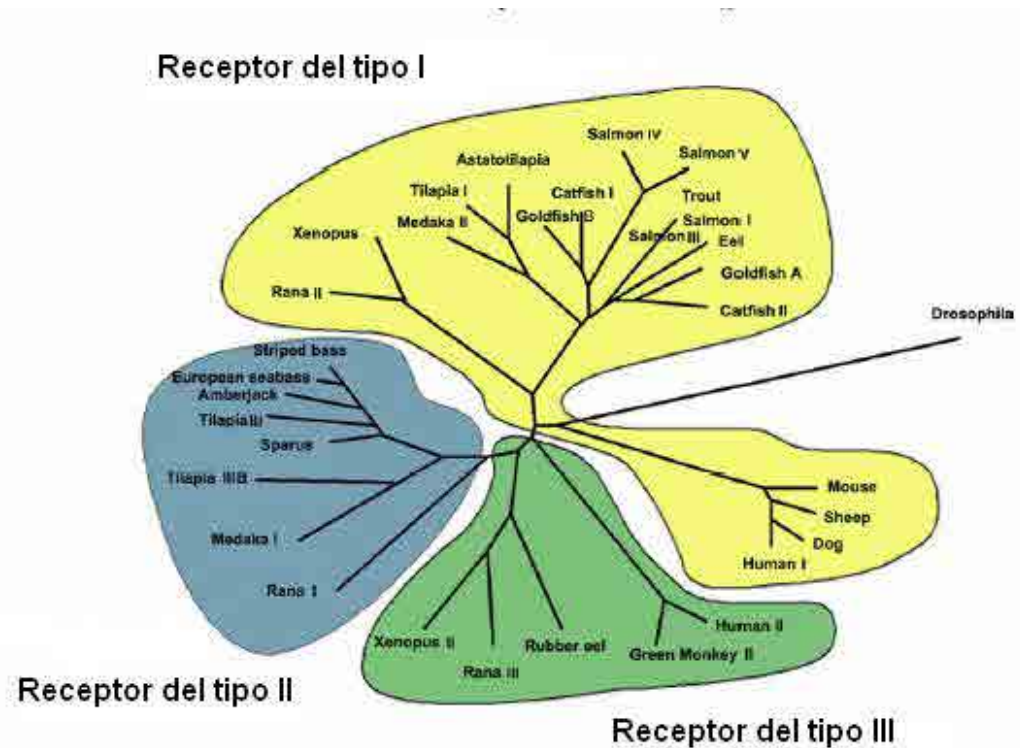 Receptor del tipo I
Salmon IV
Salmon V
Astatotilapia
Tilapia I
Catfish I
Trout
Medaka II
Goldfish B
Salmon I
Xenopus
Salmon III
Eel
Goldfish A
Rana II
Catfish II
Drosophila
Striped bass
European seabass
Amberjack
Tilapia III
Sparus
Tilapia III B
Mouse
Sheep
Medaka I
Dog
Human I
Rana I
Human II
Xenopus II
Rubber eel
Green Monkey II
Rana III
Receptor del tipo II
Receptor del tipo III